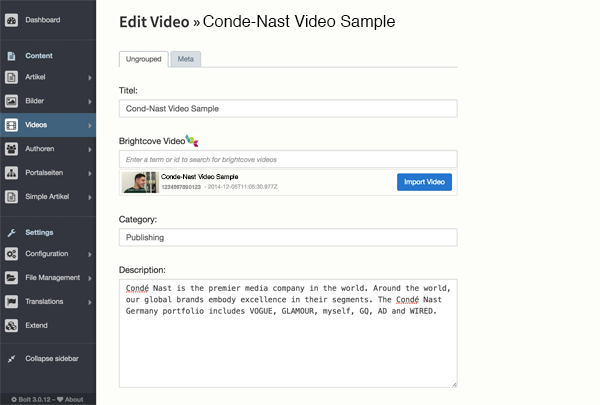 Dashboard
Content
Artikel
Bilder
Videos
Authoren
Portalseiten
Simple Artikel
Settings
Configuration
File Management
Translations
Extend
Collapse sidebar
Bolt 3.0.12 – About
Edit Video » Conde-Nast Video Sample
Ungrouped Meta
Titel:
Cond-Nast Video Sample
Brightcove Video
Enter a term or id to search for brightcove videos
Conde-Nast Video Sample
1234567890123 - 2014-12-05T11:05:30.977Z
Import Video
Category:
Publishing
Description:
Condé Nast is the premier media company in the world. Around the world,
our global brands embody excellence in their segments. The Condé Nast
Germany portfolio includes VOGUE, GLAMOUR, myself, GQ, AD and WIRED.